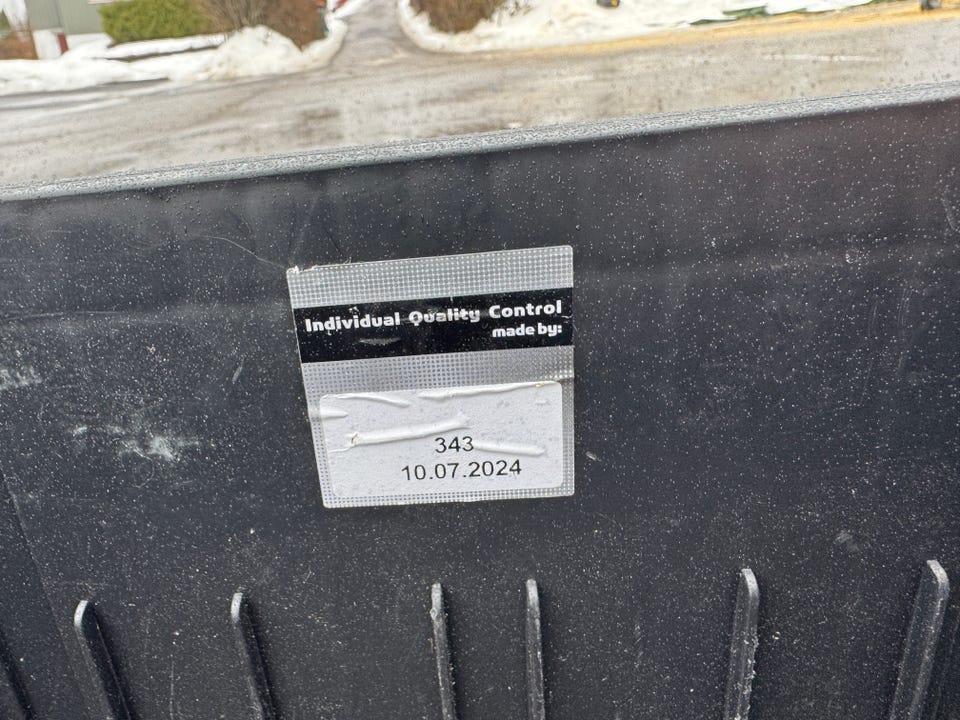 Individual Quality Control
made by:
343
10.07.2024